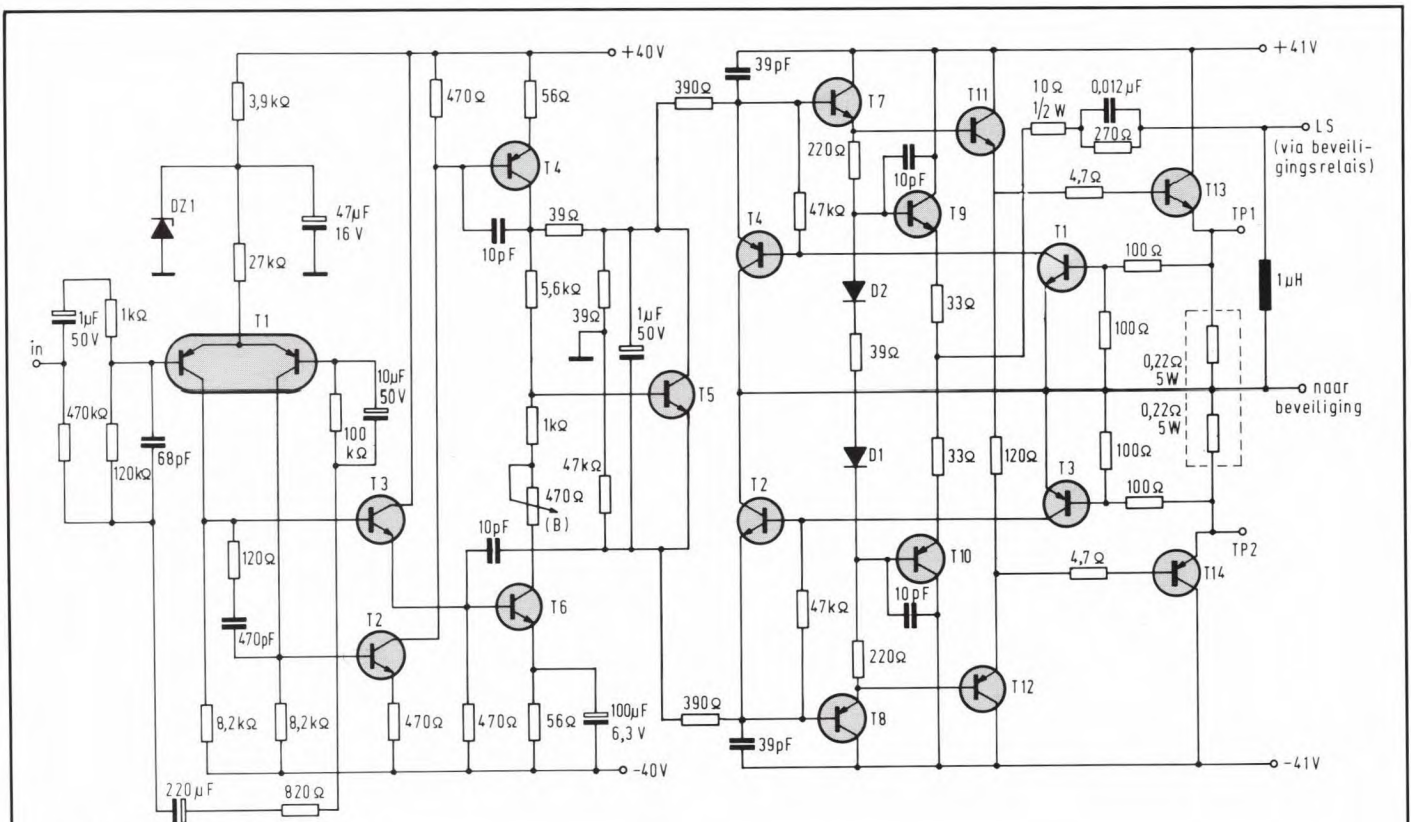 +40V
+41V
3,9kΩ
470Ω
56Ω
39pF
390Ω
T7
T11
10Ω
1/2 W
0,012µF
270Ω
LS
(via beveili-
gingsrelais)
DZ1
47µF
16 V
T4
220Ω
10pF
4,7Ω
T13
39Ω
10pF
47kΩ
T9
TP1
27kΩ
T4
T1
100Ω
1µF
50V
1kΩ
T1
5,6kΩ
39Ω
1µF
50V
D2
33Ω
1µH
in
10µF
50V
T5
39Ω
100Ω
0,22Ω
5W
naar
beveiliging
470kΩ
120kΩ
68pF
100
kΩ
1kΩ
0,22Ω
5W
T3
470Ω
(B)
47kΩ
D1
33Ω
120Ω
100Ω
T2
T3
100Ω
10pF
TP2
120Ω
T6
T10
4,7Ω
T14
10pF
470pF
T2
47kΩ
220Ω
T12
8,2kΩ
8,2kΩ
470Ω
470Ω
56Ω
100µF
6,3 V
390Ω
T8
39pF
-40V
-41V
220µF
820Ω